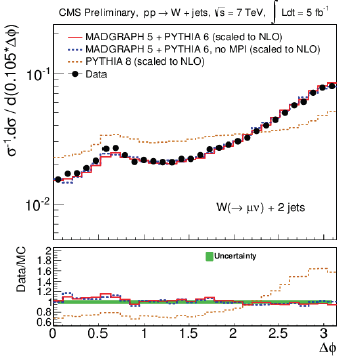 CMS Preliminary, pp → W + jets, √s = 7 TeV, ∫ Ldt = 5 fb⁻¹
MADGRAPH 5 + PYTHIA 6 (scaled to NLO)
MADGRAPH 5 + PYTHIA 6, no MPI (scaled to NLO)
PYTHIA 8 (scaled to NLO)
Data
σ⁻¹.dσ / d(0.105*Δϕ)
10⁻¹
10⁻²
W(→ μν) + 2 jets
Data/MC
2
1.8
1.6
1.4
1.2
1
0.8
0.6
Uncertainty
0 0.5 1 1.5 2 2.5 3
Δϕ